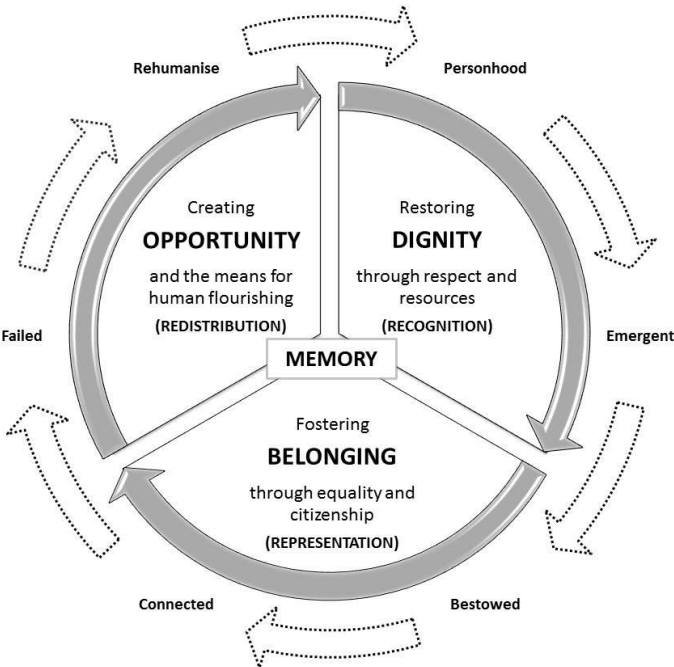 Rehumanise
Personhood
Creating
OPPORTUNITY
and the means for
human flourishing
(REDISTRIBUTION)
Restoring
DIGNITY
through respect and
resources
(RECOGNITION)
Failed
Emergent
MEMORY
Fostering
BELONGING
through equality and
citizenship
(REPRESENTATION)
Connected
Bestowed